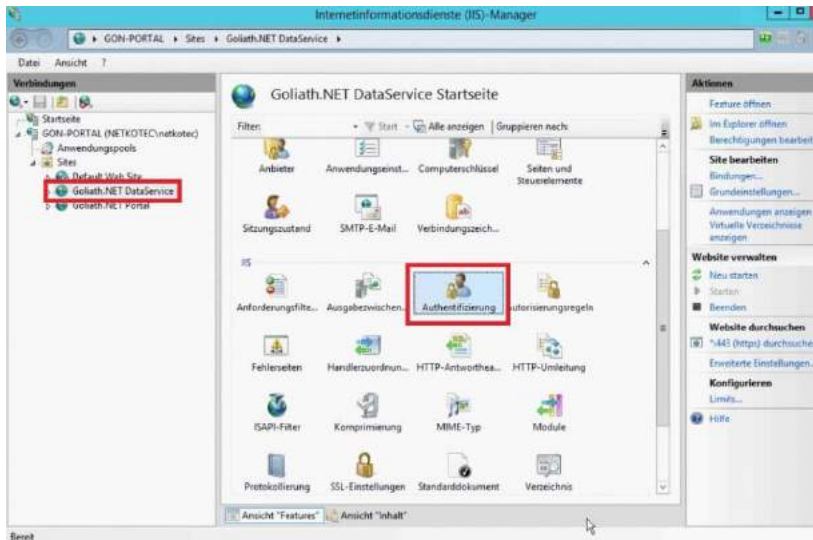 Internetinformationsdienste (IIS)-Manager
GON-PORTAL Sites Goliath.NET DataService
Datei Ansicht ?
Verbindungen
Startseite
GON-PORTAL (NETKOTEC\netkotec)
Anwendungspools
Sites
Default Web Site
Goliath.NET DataService
Goliath.NET Portal
Goliath.NET DataService Startseite
Filter: Start Alle anzeigen Gruppieren nach:
Anbieter Anwendungseinst... Computerschlüssel Seiten und Steuerelemente
Sitzungszustand SMTP-E-Mail Verbindungszeich...
IIS
Anforderungsfilte... Ausgabezwischen... Authentifizierung utorisierungsregeln
Fehlerseiten Handlerzuordnun... HTTP-Antworthea... HTTP-Umleitung
ISAPI-Filter Komprimierung MIME-Typ Module
Protokollierung SSL-Einstellungen Standarddokument Verzeichnis
Ansicht "Features" Ansicht "Inhalt"
Bereit
Aktionen
Feature öffnen
Im Explorer öffnen
Berechtigungen bearbeit
Site bearbeiten
Bindungen...
Grundeinstellungen...
Anwendungen anzeigen
Virtuelle Verzeichnisse
anzeigen
Website verwalten
Neu starten
Starten
Beenden
Website durchsuchen
*:443 (https) durchsuche
Erweiterte Einstellungen.
Konfigurieren
Limits...
Hilfe